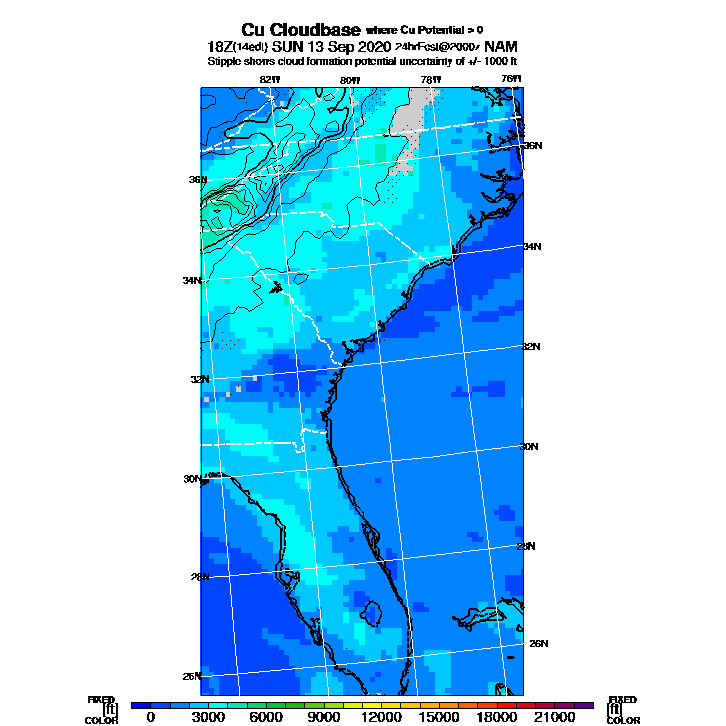 Cu Cloudbase where Cu Potential > 0
18Z(14edt) SUN 13 Sep 2020 24hrFcst@2000z NAM
Stipple shows cloud formation potential uncertainty of +/- 1000 ft
82W 80W 78W 76W
36N
36N
34N
34N
32N
32N
30N
30N
28N
28N
26N
26N
FIXED FIXED
[ft] 0 3000 6000 9000 12000 15000 18000 21000 [ft]
COLOR COLOR